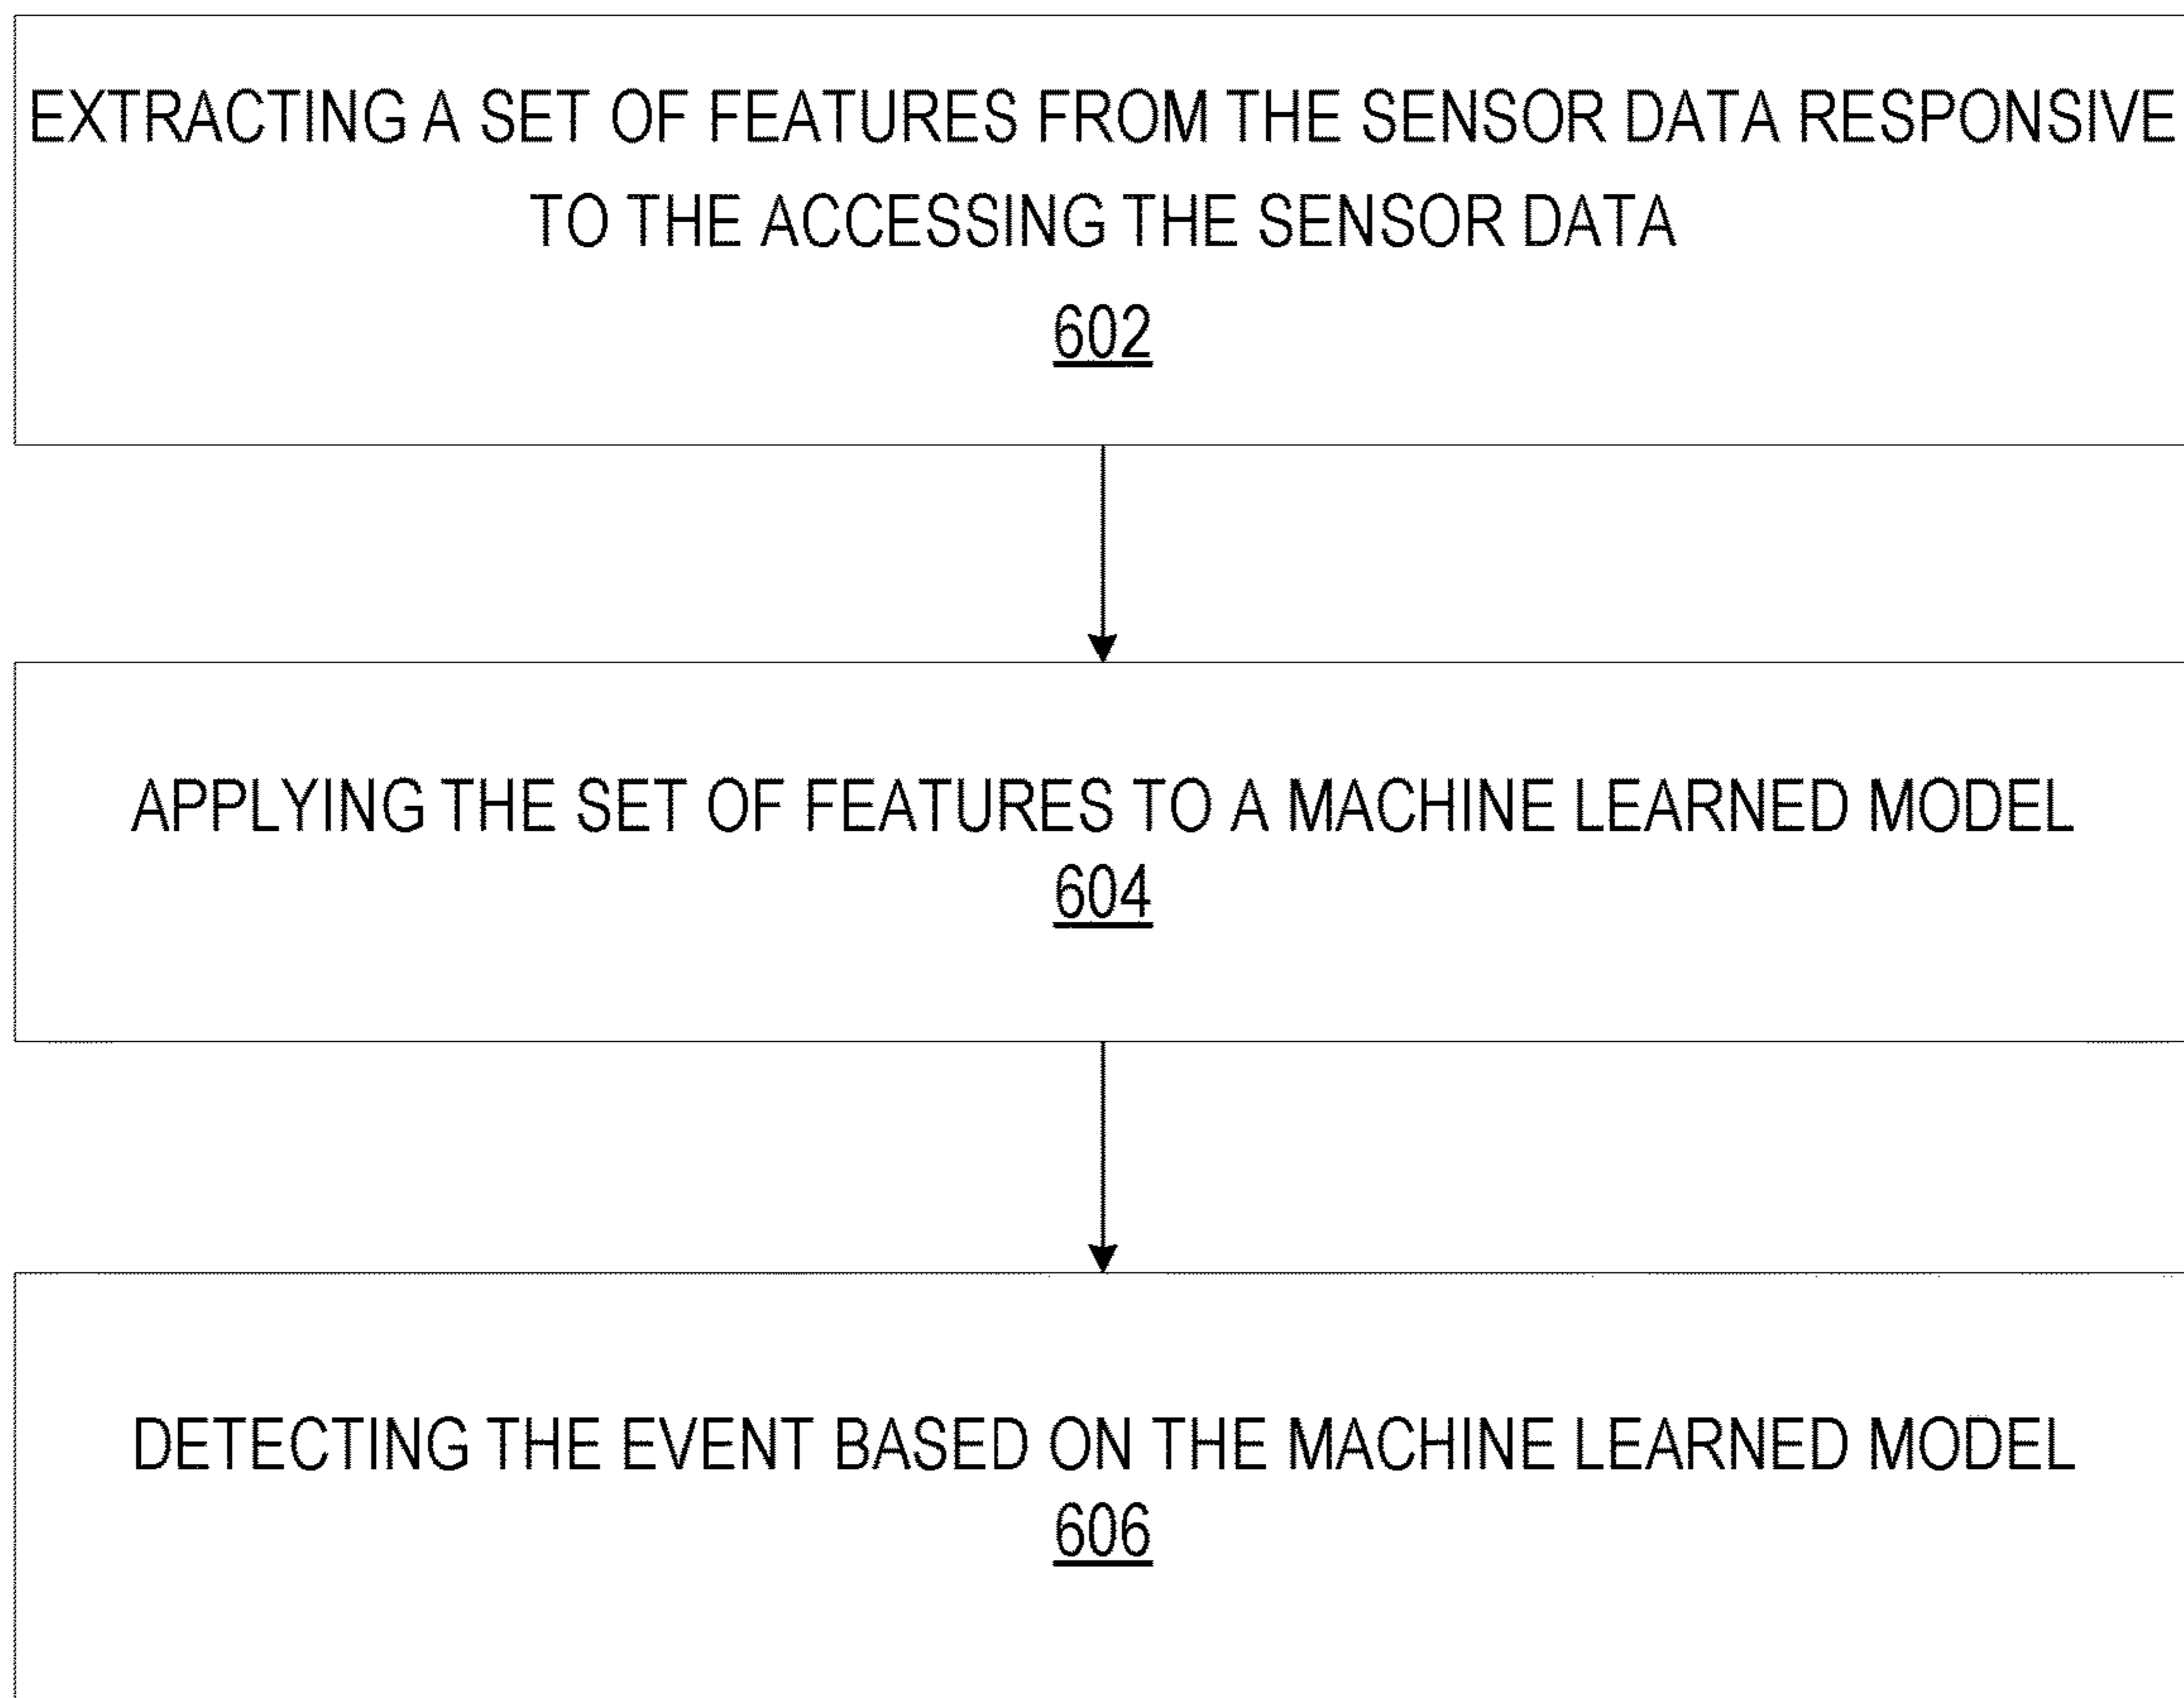 EXTRACTING A SET OF FEATURES FROM THE SENSOR DATA RESPONSIVE
TO THE ACCESSING THE SENSOR DATA
602
APPLYING THE SET OF FEATURES TO A MACHINE LEARNED MODEL
604
DETECTING THE EVENT BASED ON THE MACHINE LEARNED MODEL
606